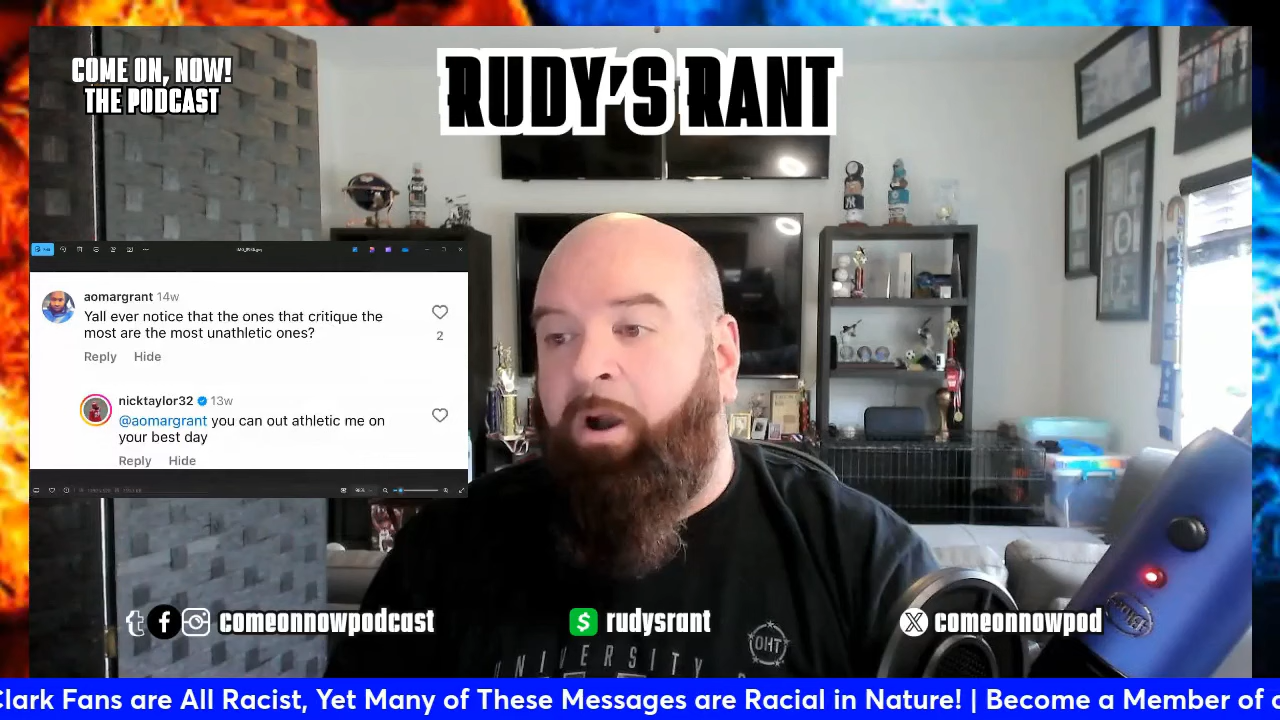 COME ON, NOW!
THE PODCAST
RUDY'S RANT
aomargrant 14w
Yall ever notice that the ones that critique the
most are the most unathletic ones?
2
Reply Hide
nicktaylor32 13w
@aomargrant you can out athletic me on
your best day
Reply Hide
comeonnowpodcast
$ rudysrant
comeonnowpod
Blue
OHT
UNIVERSITY
Clark Fans are All Racist, Yet Many of These Messages are Racial in Nature! | Become a Member of